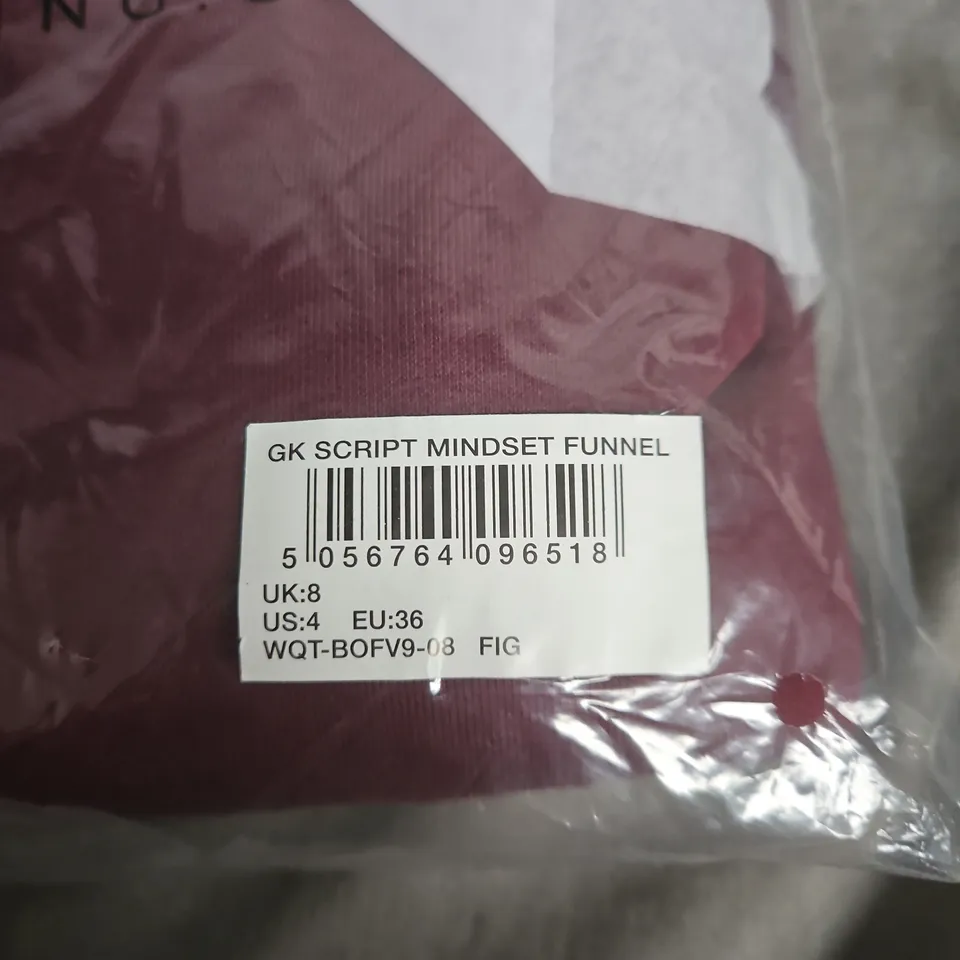 GK SCRIPT MINDSET FUNNEL
5 056764 096518
UK:8
US:4 EU:36
WQT-BOFV9-08 FIG